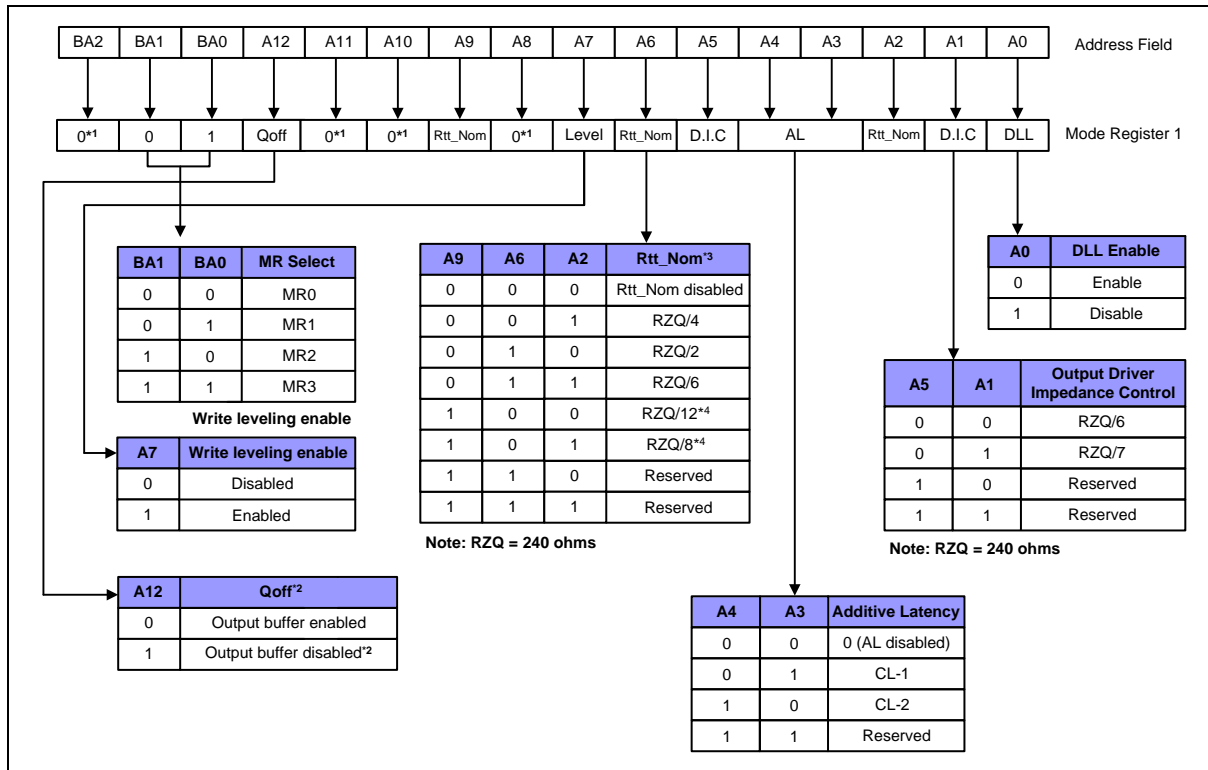 BA2 BA1 BA0 A12 A11 A10 A9 A8 A7 A6 A5 A4 A3 A2 A1 A0 Address Field
0*1 0 1 Qoff 0*1 0*1 Rtt_Nom 0*1 Level Rtt_Nom D.I.C AL Rtt_Nom D.I.C DLL Mode Register 1
BA1 BA0 MR Select
0 0 MR0
0 1 MR1
1 0 MR2
1 1 MR3
Write leveling enable
A7 Write leveling enable
0 Disabled
1 Enabled
A12 Qoff*2
0 Output buffer enabled
1 Output buffer disabled*2
A9 A6 A2 Rtt_Nom*3
0 0 0 Rtt_Nom disabled
0 0 1 RZQ/4
0 1 0 RZQ/2
0 1 1 RZQ/6
1 0 0 RZQ/12*4
1 0 1 RZQ/8*4
1 1 0 Reserved
1 1 1 Reserved
Note: RZQ = 240 ohms
A4 A3 Additive Latency
0 0 0 (AL disabled)
0 1 CL-1
1 0 CL-2
1 1 Reserved
A0 DLL Enable
0 Enable
1 Disable
A5 A1 Output Driver
Impedance Control
0 0 RZQ/6
0 1 RZQ/7
1 0 Reserved
1 1 Reserved
Note: RZQ = 240 ohms